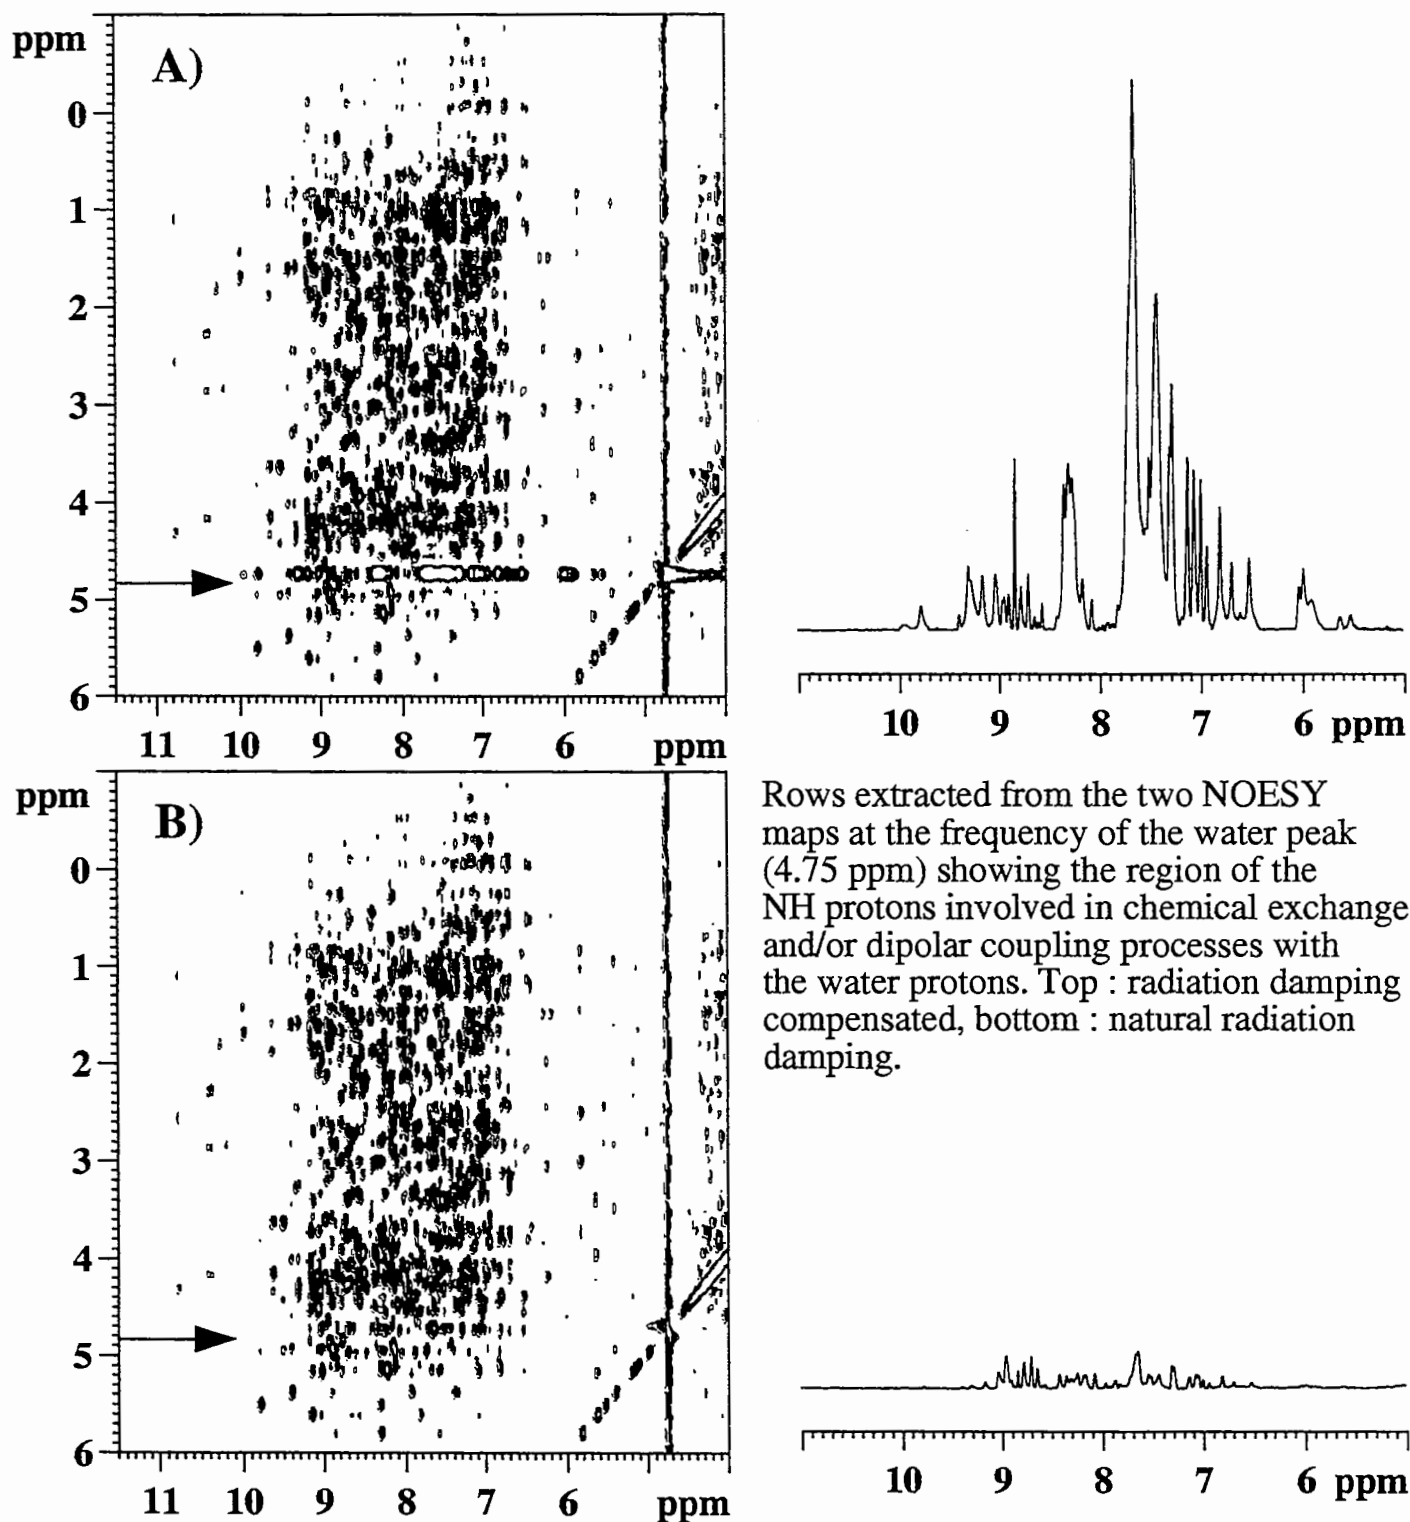 ppm
A)
0
1
2
3
4
5
6
11 10 9 8 7 6 ppm
10 9 8 7 6 ppm
ppm
B)
0
1
2
3
4
5
6
11 10 9 8 7 6 ppm
Rows extracted from the two NOESY
maps at the frequency of the water peak
(4.75 ppm) showing the region of the
NH protons involved in chemical exchange
and/or dipolar coupling processes with
the water protons. Top : radiation damping
compensated, bottom : natural radiation
damping.
10 9 8 7 6 ppm